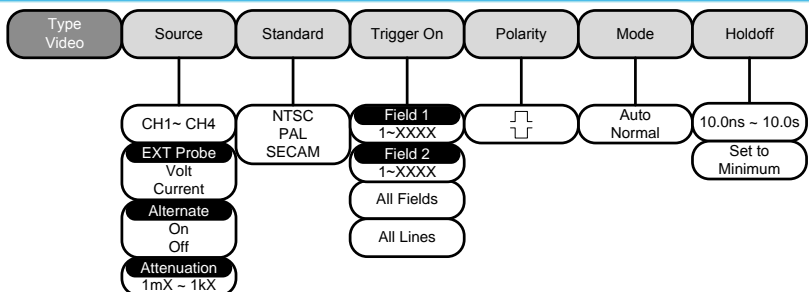 Type
Video
Source
Standard
Trigger On
Polarity
Mode
Holdoff
CH1~ CH4
EXT Probe
Volt
Current
Alternate
On
Off
Attenuation
1mX ~ 1kX
NTSC
PAL
SECAM
Field 1
1~XXXX
Field 2
1~XXXX
All Fields
All Lines
Auto
Normal
10.0ns ~ 10.0s
Set to
Minimum